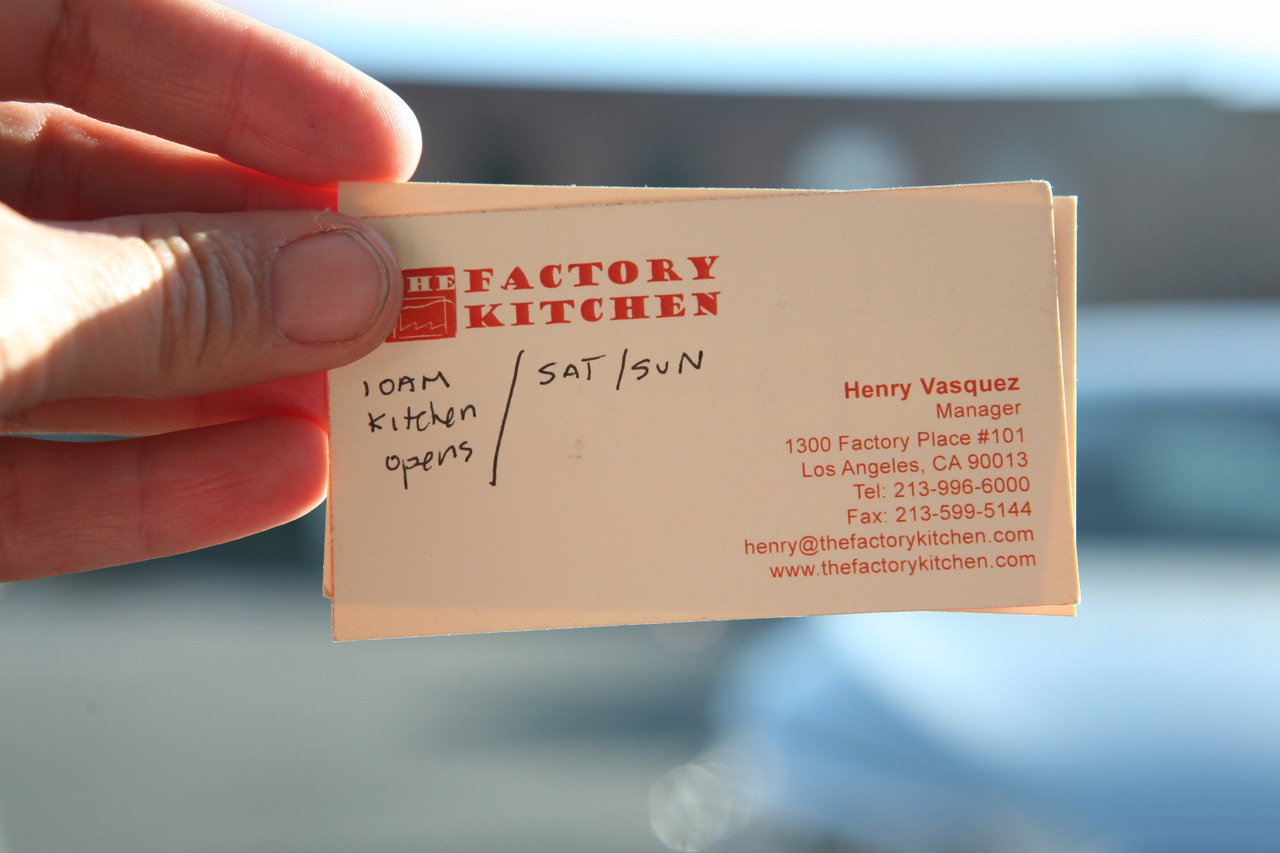 THE FACTORY
KITCHEN
10AM / SAT / SUN
Kitchen
opens
Henry Vasquez
Manager
1300 Factory Place #101
Los Angeles, CA 90013
Tel: 213-996-6000
Fax: 213-599-5144
henry@thefactorykitchen.com
www.thefactorykitchen.com